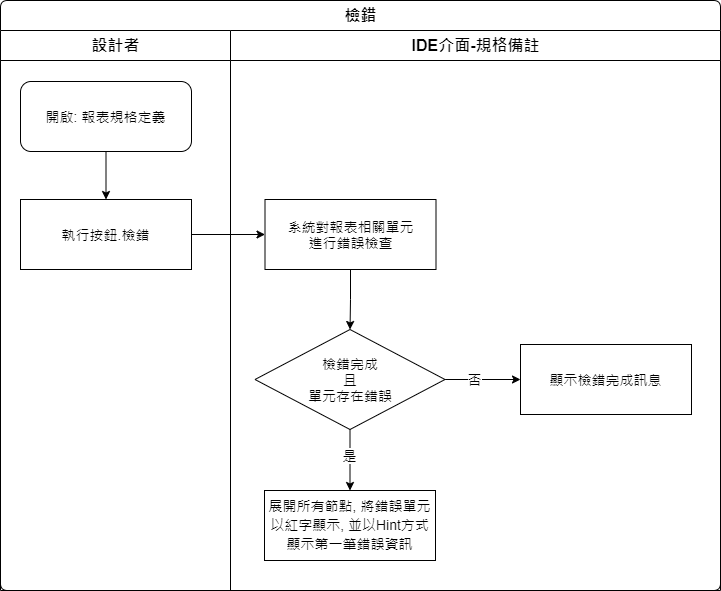 檢錯
設計者
IDE介面-規格備註
開啟: 報表規格定義
執行按鈕.檢錯
系統對報表相關單元
進行錯誤檢查
檢錯完成
且
單元存在錯誤
否
顯示檢錯完成訊息
是
展開所有節點, 將錯誤單元
以紅字顯示, 並以Hint方式
顯示第一筆錯誤資訊